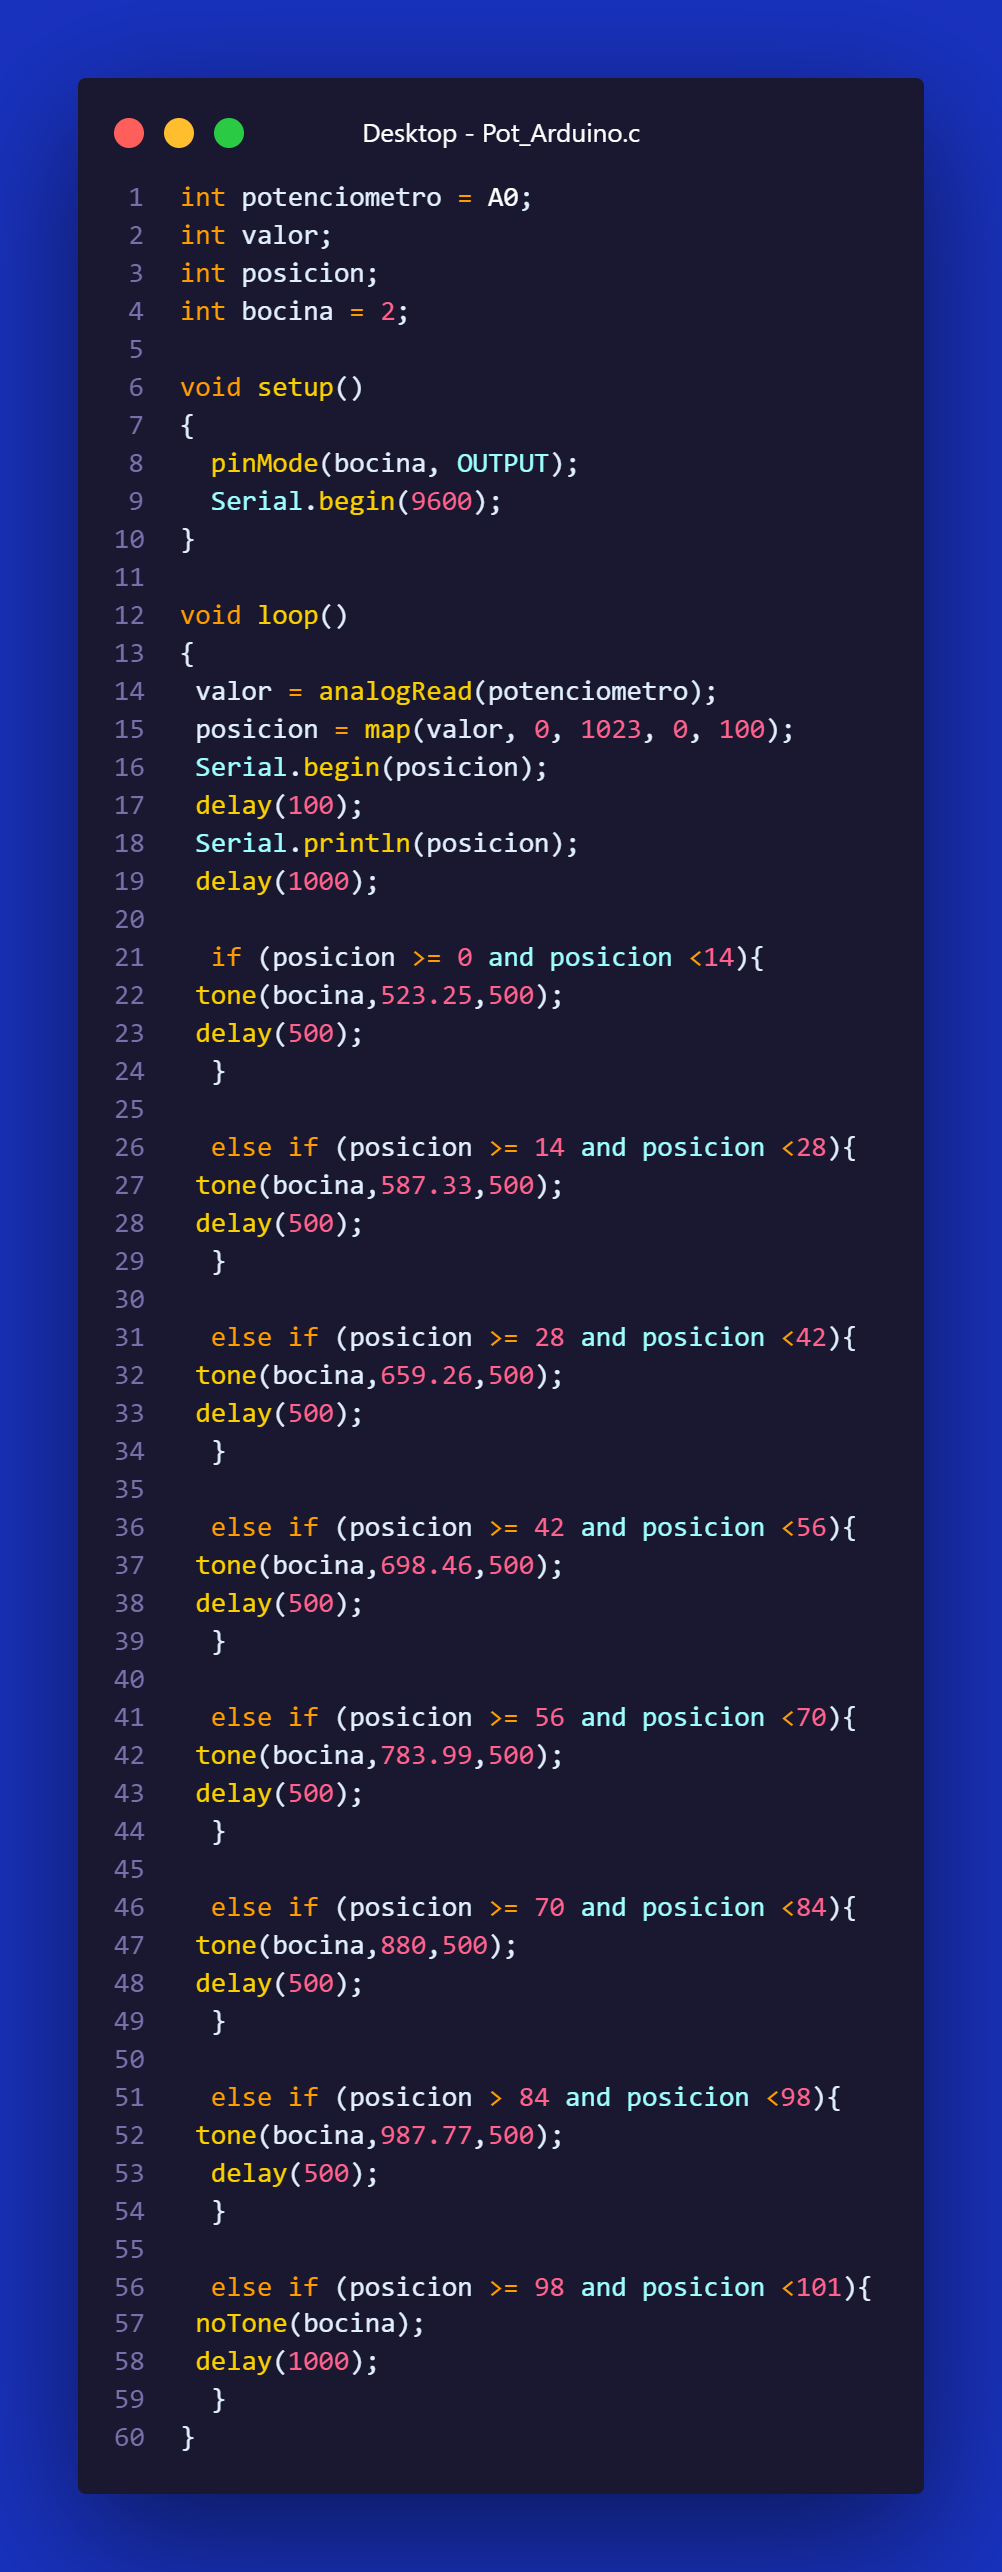 Desktop - Pot_Arduino.c
1 int potenciometro = A0;
2 int valor;
3 int posicion;
4 int bocina = 2;
5
6 void setup()
7 {
8   pinMode(bocina, OUTPUT);
9   Serial.begin(9600);
10 }
11
12 void loop()
13 {
14  valor = analogRead(potenciometro);
15  posicion = map(valor, 0, 1023, 0, 100);
16  Serial.begin(posicion);
17  delay(100);
18  Serial.println(posicion);
19  delay(1000);
20
21   if (posicion >= 0 and posicion <14){
22  tone(bocina,523.25,500);
23  delay(500);
24   }
25
26   else if (posicion >= 14 and posicion <28){
27  tone(bocina,587.33,500);
28  delay(500);
29   }
30
31   else if (posicion >= 28 and posicion <42){
32  tone(bocina,659.26,500);
33  delay(500);
34   }
35
36   else if (posicion >= 42 and posicion <56){
37  tone(bocina,698.46,500);
38  delay(500);
39   }
40
41   else if (posicion >= 56 and posicion <70){
42  tone(bocina,783.99,500);
43  delay(500);
44   }
45
46   else if (posicion >= 70 and posicion <84){
47  tone(bocina,880,500);
48  delay(500);
49   }
50
51   else if (posicion > 84 and posicion <98){
52  tone(bocina,987.77,500);
53   delay(500);
54   }
55
56   else if (posicion >= 98 and posicion <101){
57  noTone(bocina);
58  delay(1000);
59   }
60 }